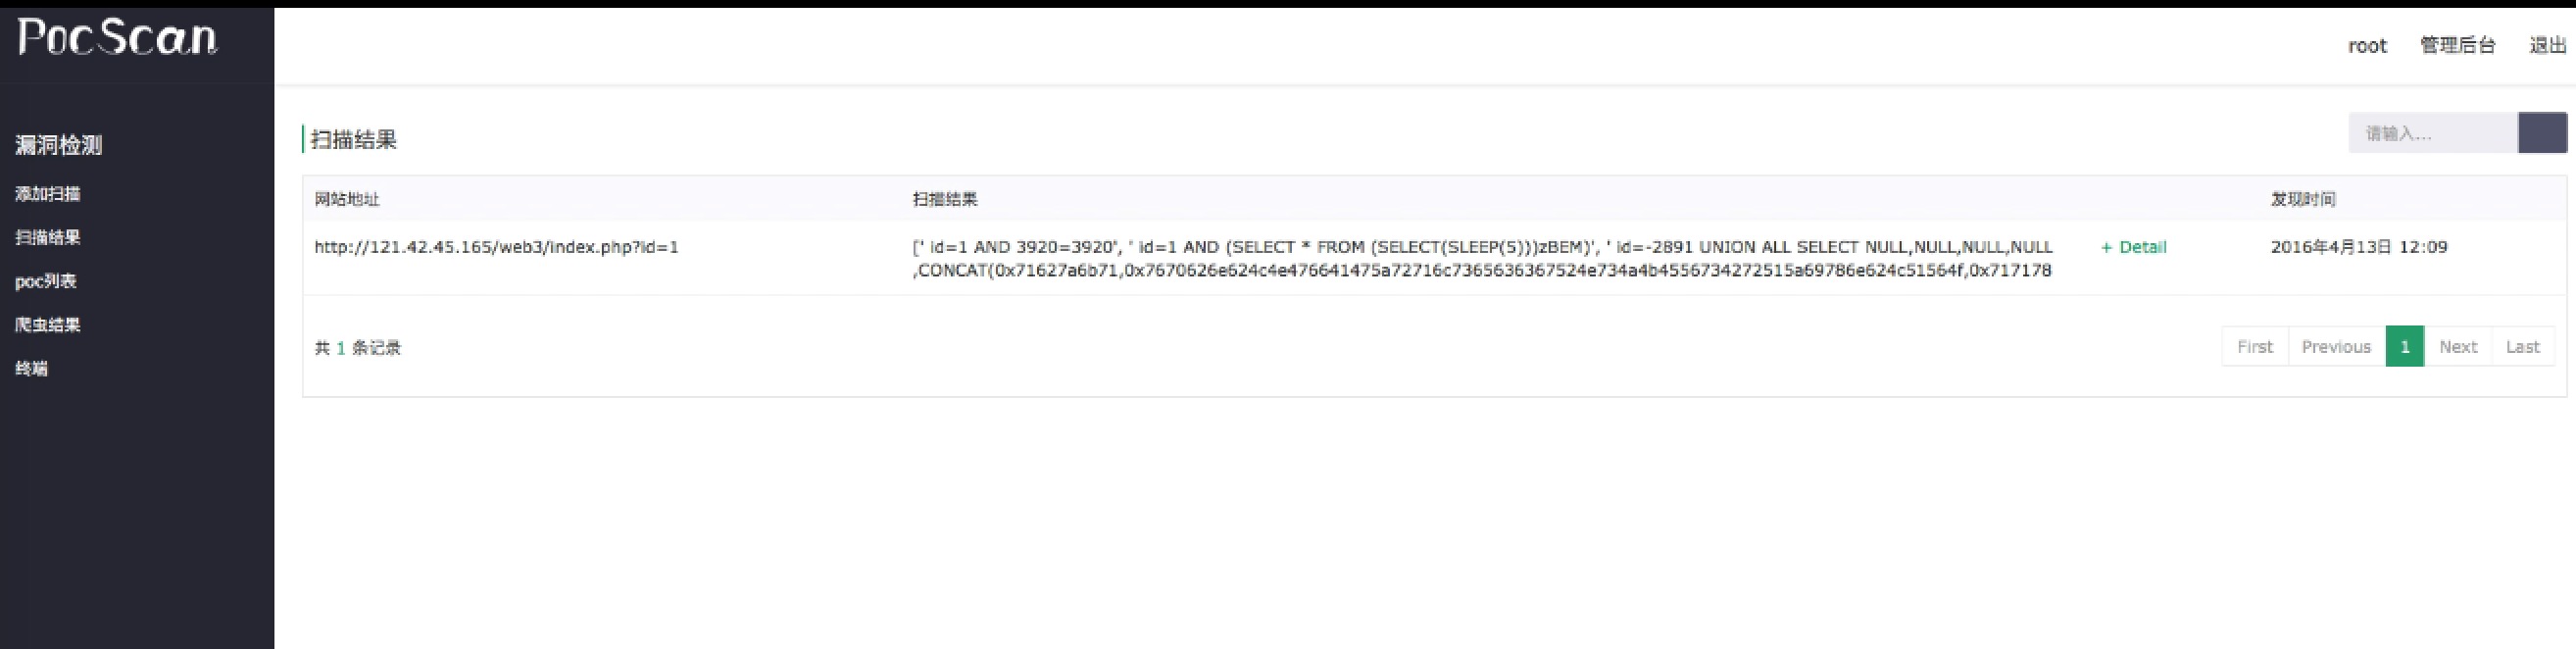 PocScan
root 管理后台 退出
漏洞检测
添加扫描
扫描结果
poc列表
爬虫结果
终端
扫描结果
请输入...
网站地址 扫描结果 发现时间
http://121.42.45.165/web3/index.php?id=1 [' id=1 AND 3920=3920', ' id=1 AND (SELECT * FROM (SELECT(SLEEP(5)))zBEM)', ' id=-2891 UNION ALL SELECT NULL,NULL,NULL,NULL + Detail 2016年4月13日 12:09
,CONCAT(0x71627a6b71,0x7670626e624c4e476641475a72716c7365636367524e734a4b4556734272515a69786e624c51564f,0x717178
共 1 条记录
First Previous 1 Next Last